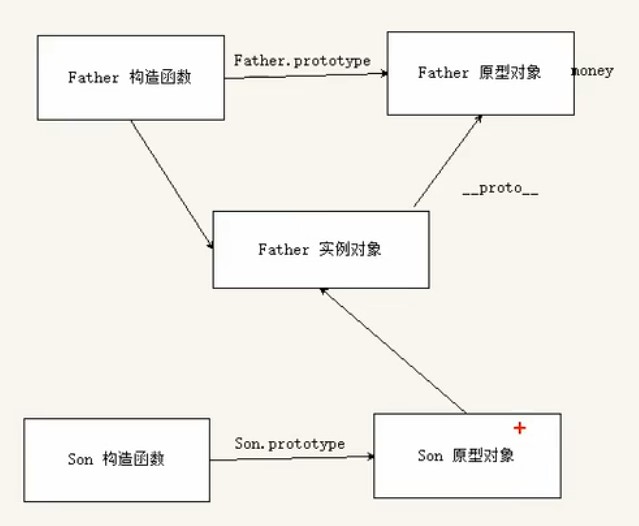 Father.prototype
Father 构造函数
Father 原型对象
money
__proto__
Father 实例对象
Son.prototype
Son 构造函数
Son 原型对象